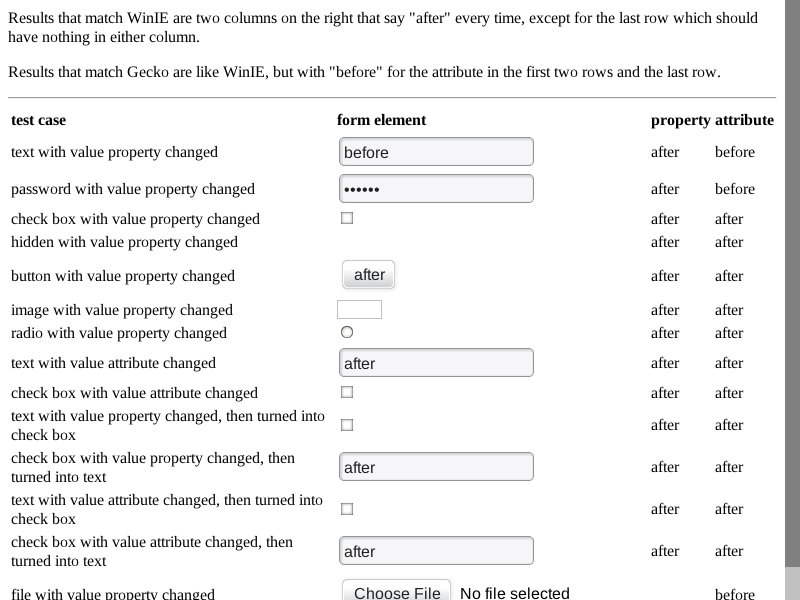 Results that match WinIE are two columns on the right that say "after" every time, except for the last row which should
have nothing in either column.
Results that match Gecko are like WinIE, but with "before" for the attribute in the first two rows and the last row.
test case form element property attribute
text with value property changed before after before
password with value property changed •••••• after before
check box with value property changed after after
hidden with value property changed after after
button with value property changed after after after
image with value property changed after after
radio with value property changed after after
text with value attribute changed after after after
check box with value attribute changed after after
text with value property changed, then turned into
check box after after
check box with value property changed, then
turned into text after after after
text with value attribute changed, then turned into
check box after after
check box with value attribute changed, then
turned into text after after after
file with value property changed Choose File No file selected before